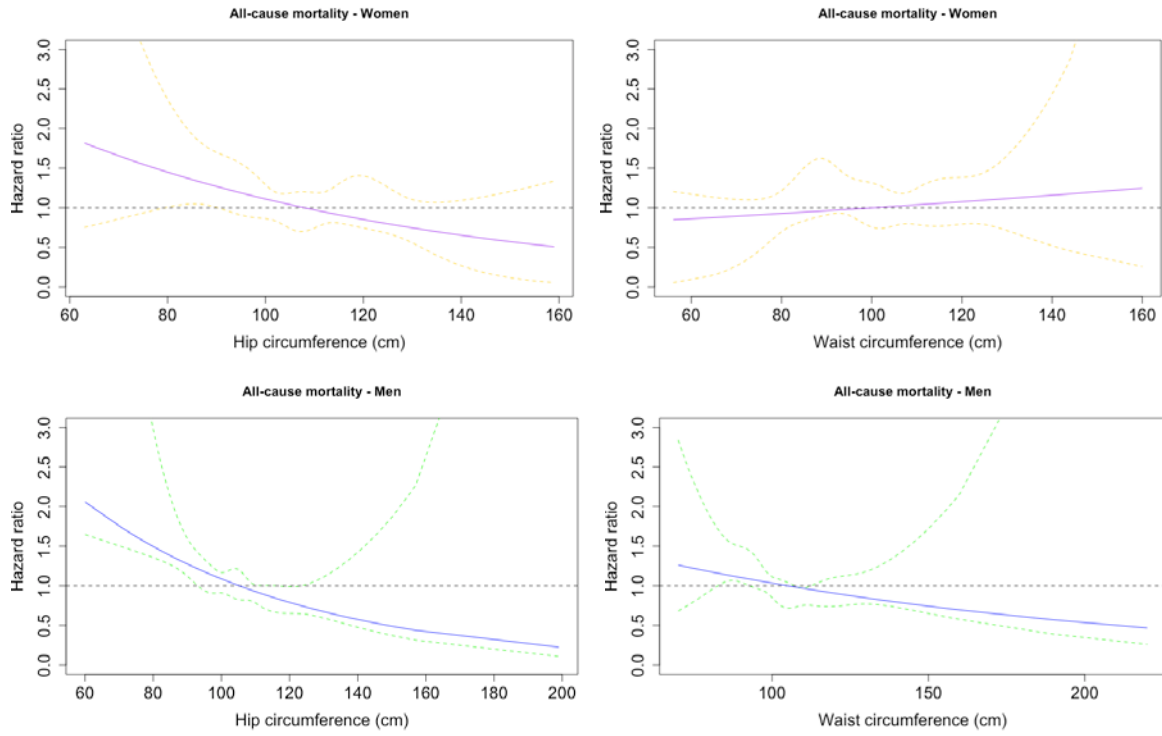 All-cause mortality - Women
Hazard ratio
0.0 0.5 1.0 1.5 2.0 2.5 3.0
60 80 100 120 140 160
Hip circumference (cm)
All-cause mortality - Women
Hazard ratio
0.0 0.5 1.0 1.5 2.0 2.5 3.0
60 80 100 120 140 160
Waist circumference (cm)
All-cause mortality - Men
Hazard ratio
0.0 0.5 1.0 1.5 2.0 2.5 3.0
60 80 100 120 140 160 180 200
Hip circumference (cm)
All-cause mortality - Men
Hazard ratio
0.0 0.5 1.0 1.5 2.0 2.5 3.0
100 150 200
Waist circumference (cm)